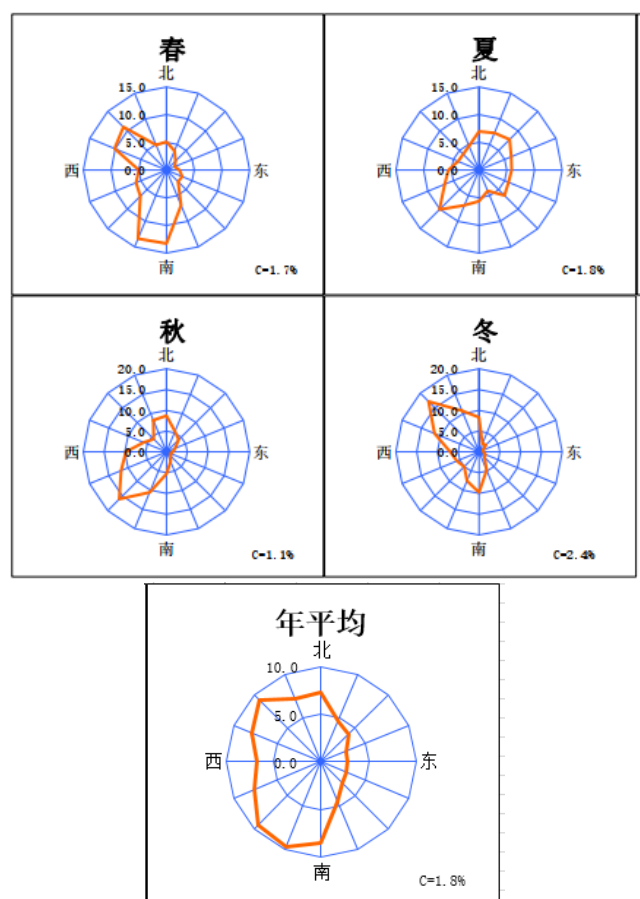 春
北
15.0
10.0
5.0
西 0.0 东
南
C=1.7%
夏
北
15.0
10.0
5.0
西 0.0 东
南
C=1.8%
秋
北
20.0
15.0
10.0
5.0
西 0.0 东
南
C=1.1%
冬
北
20.0
15.0
10.0
5.0
西 0.0 东
南
C=2.4%
年平均
北
10.0
5.0
西 0.0 东
南
C=1.8%